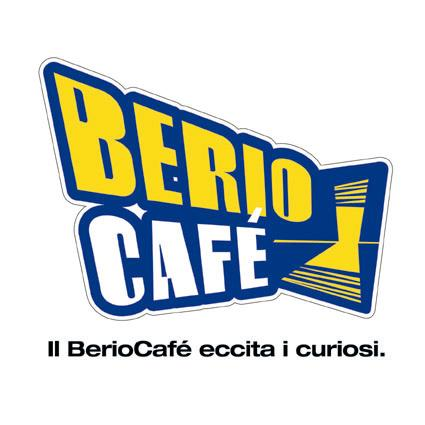 BERIO
CAFÉ
Il BerioCafé eccita i curiosi.